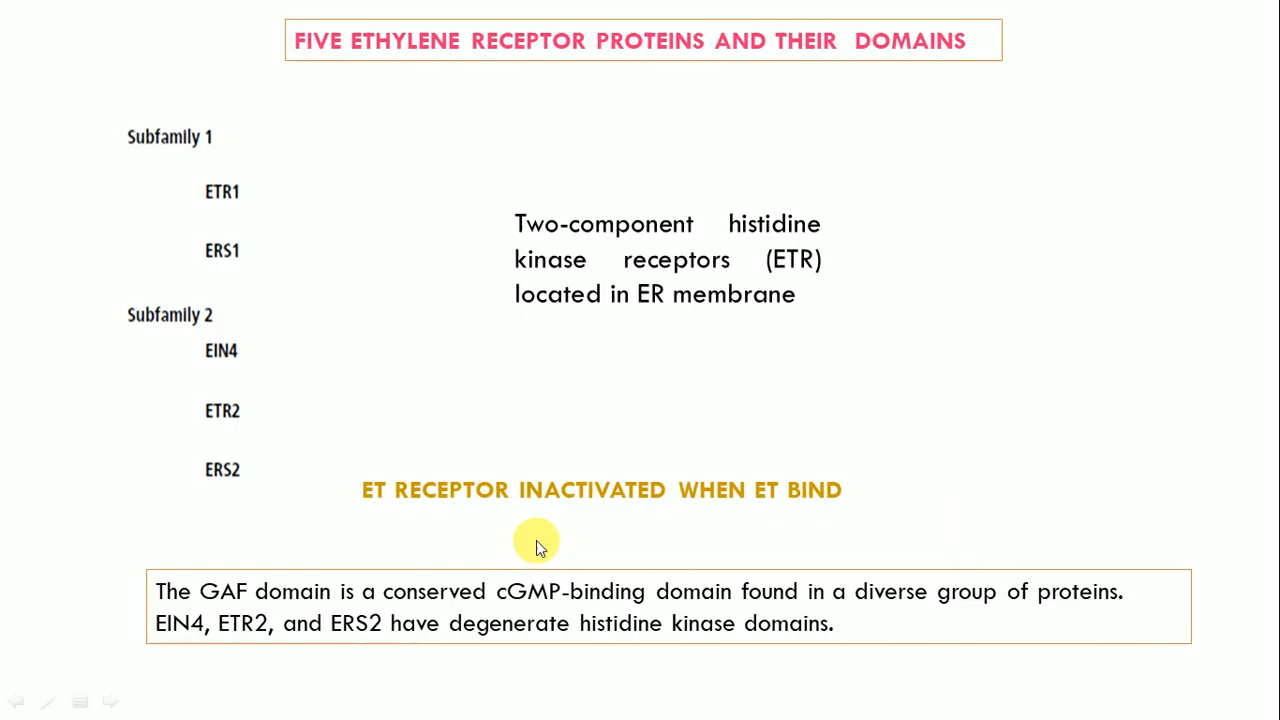 FIVE ETHYLENE RECEPTOR PROTEINS AND THEIR DOMAINS
Subfamily 1
ETR1
ERS1
Two-component histidine
kinase receptors (ETR)
located in ER membrane
Subfamily 2
EIN4
ETR2
ERS2
ET RECEPTOR INACTIVATED WHEN ET BIND
The GAF domain is a conserved cGMP-binding domain found in a diverse group of proteins.
EIN4, ETR2, and ERS2 have degenerate histidine kinase domains.